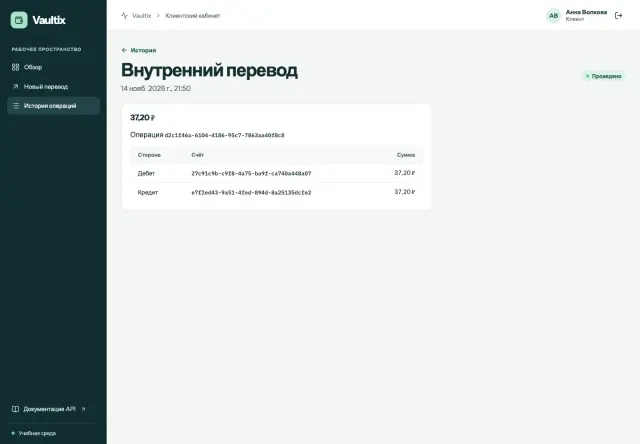 Vaultix
РАБОЧЕЕ ПРОСТРАНСТВО
Обзор
Новый перевод
История операций
Документация API
Учебная среда
Vaultix > Клиентский кабинет
АВ
Анна Волкова
Клиент
← История
Внутренний перевод
14 нояб. 2026 г., 21:50
Проведено
37,20 ₽
Операция d2c1f46a-6104-4186-95c7-7863aa40f8c8
Сторона Счёт Сумма
Дебет 27c91c9b-c9f8-4a75-ba9f-ca740a448a07 37,20 ₽
Кредит e7f2ed43-9a51-4fed-894d-8a25135dcfe2 37,20 ₽